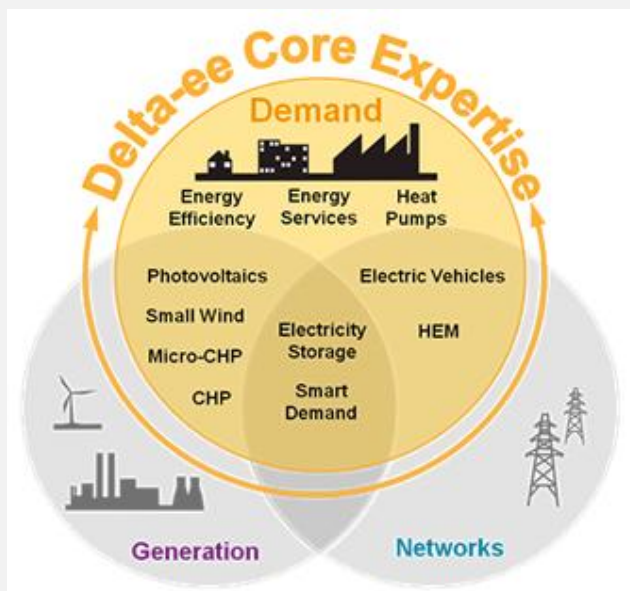 Delta-ee Core Expertise
Demand
Energy
Efficiency
Energy
Services
Heat
Pumps
Photovoltaics
Electric Vehicles
Small Wind
Electricity
Storage
HEM
Micro-CHP
CHP
Smart
Demand
Generation
Networks